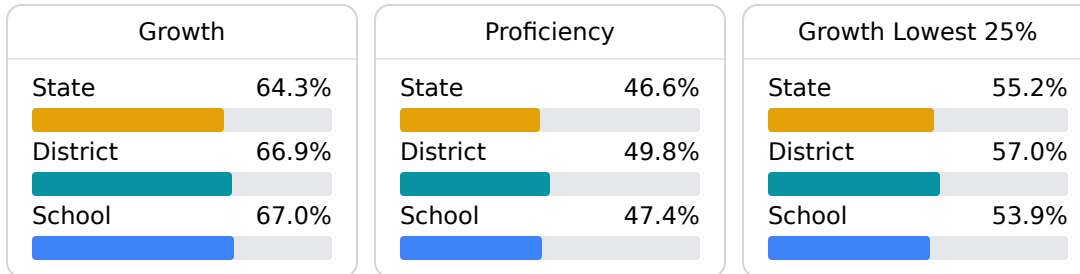 Growth
State 64.3%
District 66.9%
School 67.0%
Proficiency
State 46.6%
District 49.8%
School 47.4%
Growth Lowest 25%
State 55.2%
District 57.0%
School 53.9%